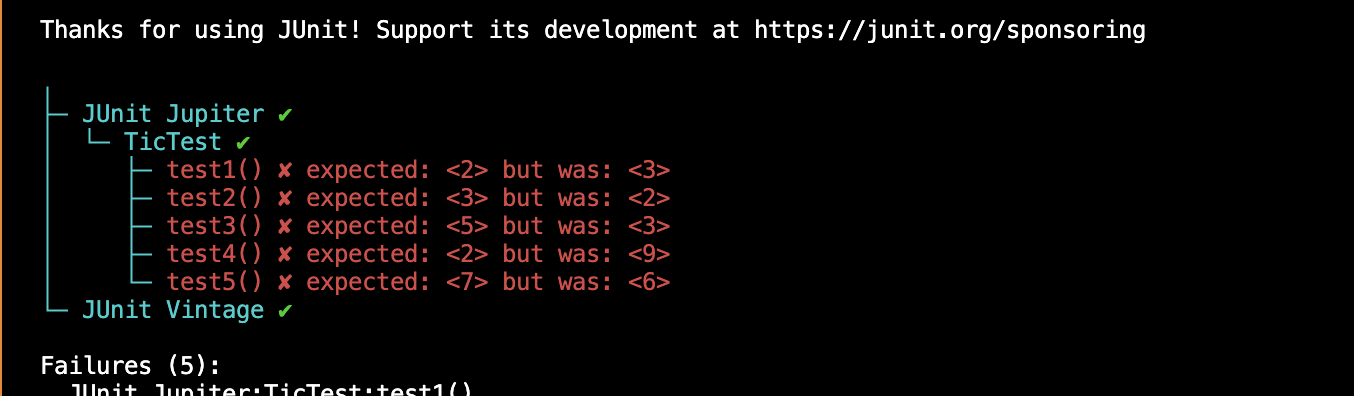 Thanks for using JUnit! Support its development at https://junit.org/sponsoring
├─ JUnit Jupiter ✔
│  └─ TicTest ✔
│     ├─ test1() ✘ expected: <2> but was: <3>
│     ├─ test2() ✘ expected: <3> but was: <2>
│     ├─ test3() ✘ expected: <5> but was: <3>
│     ├─ test4() ✘ expected: <2> but was: <9>
│     └─ test5() ✘ expected: <7> but was: <6>
└─ JUnit Vintage ✔
Failures (5):
JUnit Jupiter:TicTest:test1()